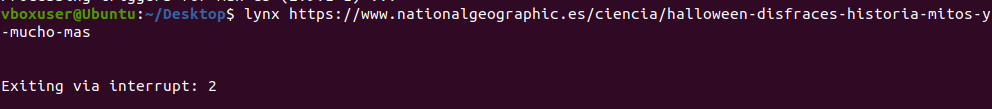 vboxuser@Ubuntu:~/Desktop$ lynx https://www.nationalgeographic.es/ciencia/halloween-disfraces-historia-mitos-y
-mucho-mas
Exiting via interrupt: 2